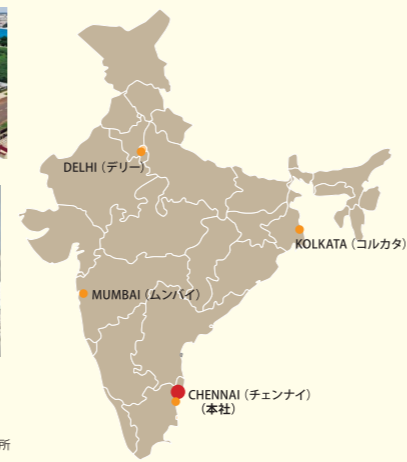 DELHI（デリー）
KOLKATA（コルカタ）
MUMBAI（ムンバイ）
CHENNAI（チェンナイ）
（本社）
所